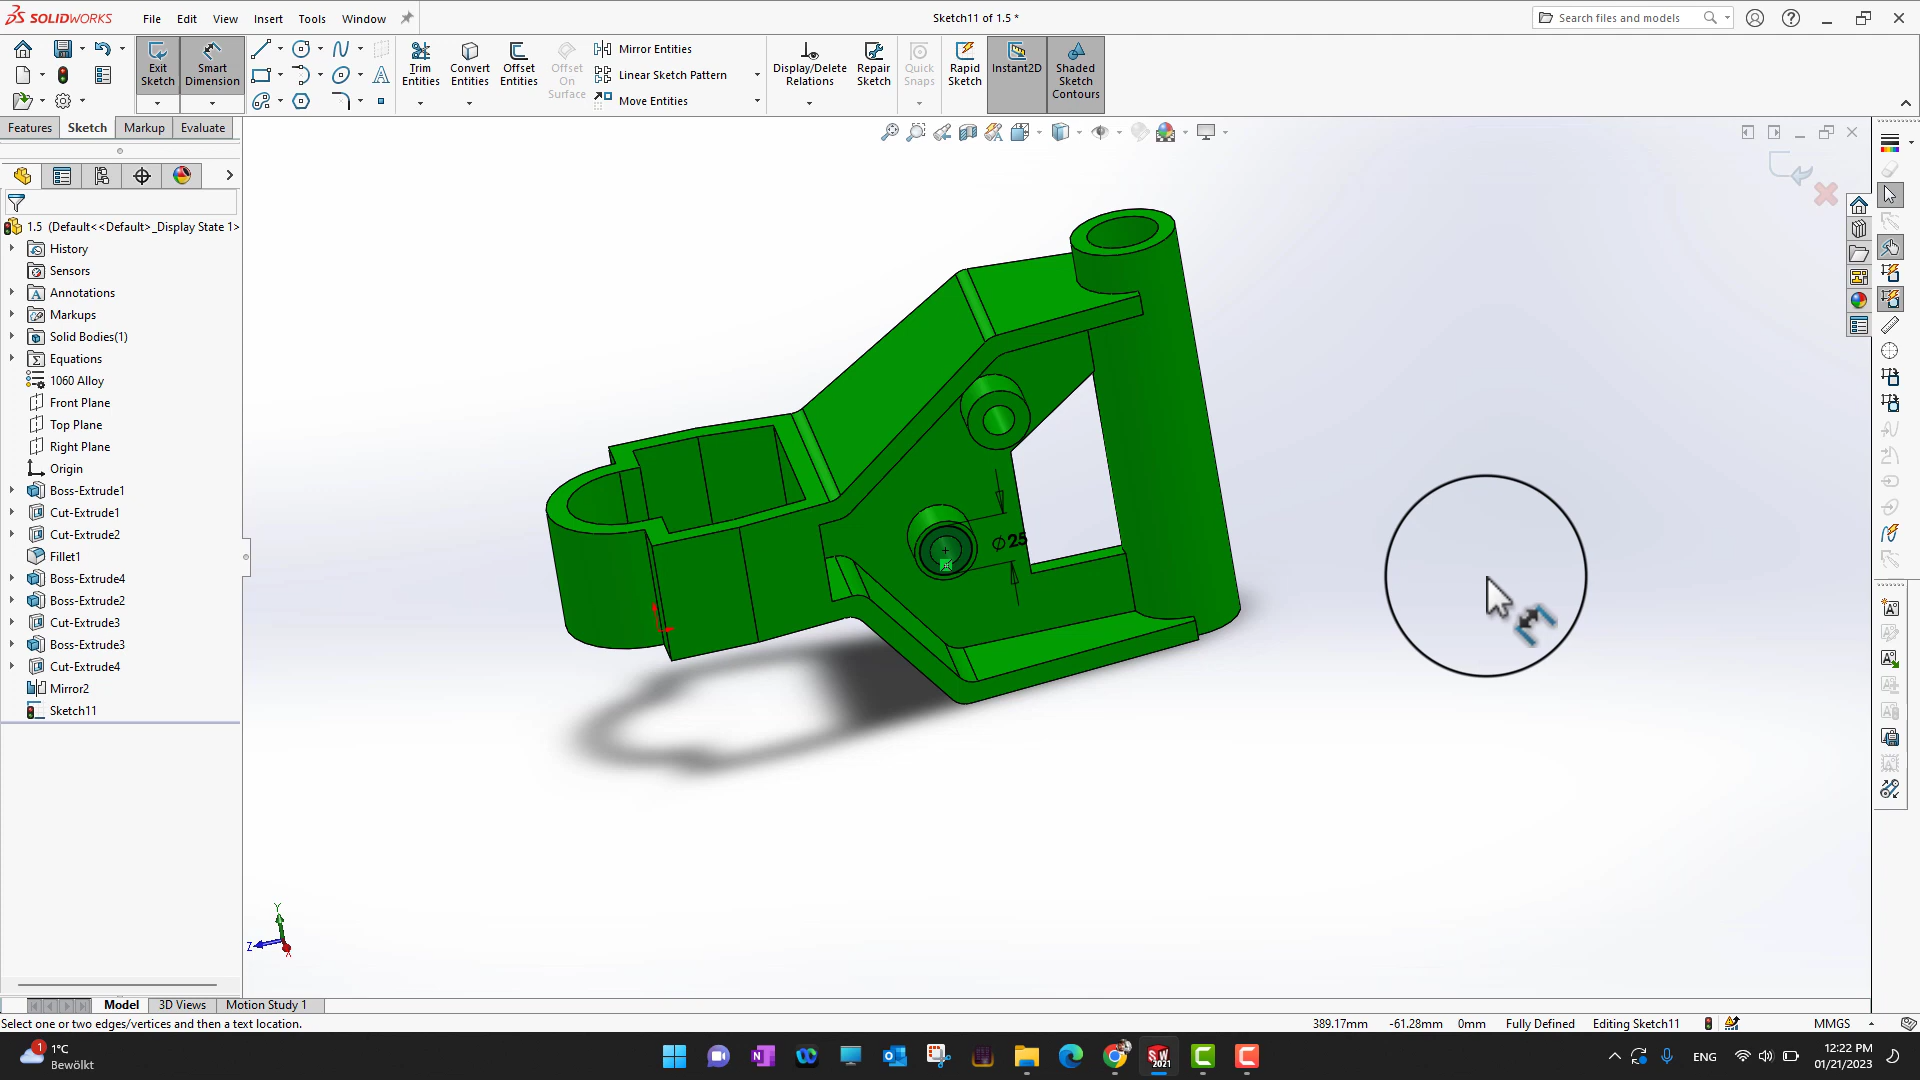 SOLIDWORKS File Edit View Insert Tools Window Sketch11 of 1.5 * Search files and models
Exit Sketch Smart Dimension Trim Entities Convert Entities Offset Entities Offset On Surface Mirror Entities Linear Sketch Pattern Move Entities Display/Delete Relations Repair Sketch Quick Snaps Rapid Sketch Instant2D Shaded Sketch Contours
Features Sketch Markup Evaluate
1.5 (Default<<Default>_Display State 1>
History
Sensors
Annotations
Markups
Solid Bodies(1)
Equations
1060 Alloy
Front Plane
Top Plane
Right Plane
Origin
Boss-Extrude1
Cut-Extrude1
Cut-Extrude2
Fillet1
Boss-Extrude4
Boss-Extrude2
Cut-Extrude3
Boss-Extrude3
Cut-Extrude4
Mirror2
Sketch11
∅25
Y
Z
X
Model 3D Views Motion Study 1
Select one or two edges/vertices and then a text location. 389.17mm -61.28mm 0mm Fully Defined Editing Sketch11 MMGS
1
1°C
Bewölkt
SW
2021
ENG
12:22 PM
01/21/2023